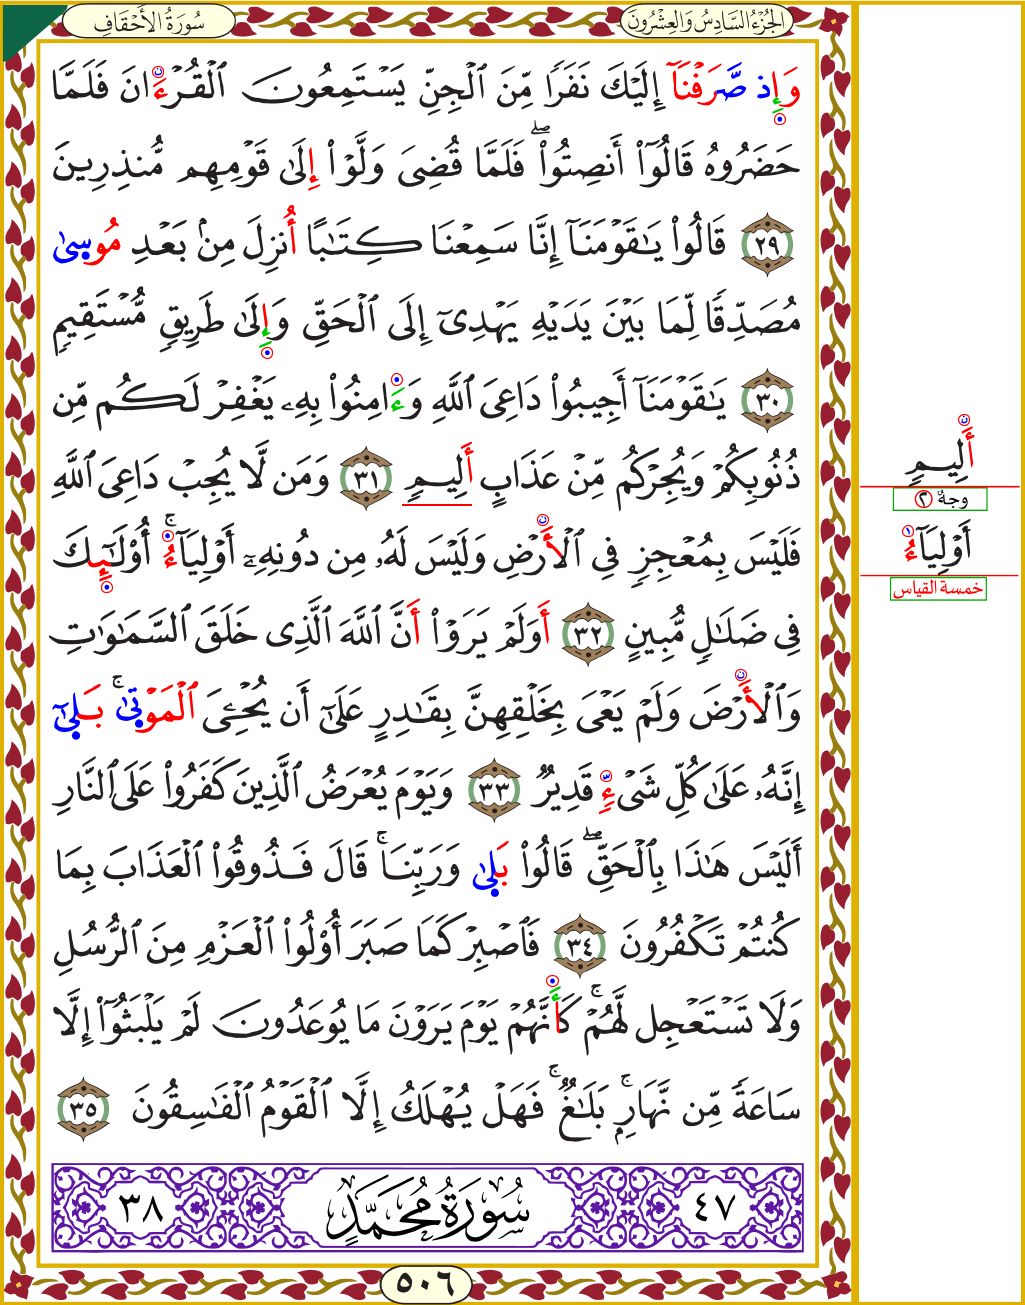 الجُزْءُ السَّادِسُ وَالعِشْرُونَ
سُورَةُ الأَحْقَافِ
وَإِذ صَّرَفْنَآ إِلَيْكَ نَفَرًا مِّنَ ٱلْجِنِّ يَسْتَمِعُونَ ٱلْقُرْءَانَ فَلَمَّا
حَضَرُوهُ قَالُوٓا۟ أَنصِتُوا۟ۖ فَلَمَّا قُضِىَ وَلَّوْا۟ إِلَىٰ قَوْمِهِم مُّنذِرِينَ
٢٩ قَالُوا۟ يَـٰقَوْمَنَآ إِنَّا سَمِعْنَا كِتَـٰبًا أُنزِلَ مِنۢ بَعْدِ مُوسِىٰ
مُصَدِّقًا لِّمَا بَيْنَ يَدَيْهِ يَهْدِىٓ إِلَى ٱلْحَقِّ وَإِلَىٰ طَرِيقٍ مُّسْتَقِيمٍ
٣٠ يَـٰقَوْمَنَآ أَجِيبُوا۟ دَاعِىَ ٱللَّهِ وَءَامِنُوا۟ بِهِۦ يَغْفِرْ لَكُم مِّن
ذُنُوبِكُمْ وَيُجِرْكُم مِّنْ عَذَابٍ أَلِيمٍ ٣١ وَمَن لَّا يُجِبْ دَاعِىَ ٱللَّهِ
فَلَيْسَ بِمُعْجِزٍ فِى ٱلْأَرْضِ وَلَيْسَ لَهُۥ مِن دُونِهِۦٓ أَوْلِيَآءُۚ أُو۟لَـٰٓئِكَ
فِى ضَلَـٰلٍ مُّبِينٍ ٣٢ أَوَلَمْ يَرَوْا۟ أَنَّ ٱللَّهَ ٱلَّذِى خَلَقَ ٱلسَّمَـٰوَٰتِ
وَٱلْأَرْضَ وَلَمْ يَعْىَ بِخَلْقِهِنَّ بِقَـٰدِرٍ عَلَىٰٓ أَن يُحْـِۧىَ ٱلْمَوْتِىٰۚ بَلِىٰٓ
إِنَّهُۥ عَلَىٰ كُلِّ شَىْءٍ قَدِيرٌ ٣٣ وَيَوْمَ يُعْرَضُ ٱلَّذِينَ كَفَرُوا۟ عَلَى ٱلنَّارِ
أَلَيْسَ هَـٰذَا بِٱلْحَقِّۖ قَالُوا۟ بَلِىٰ وَرَبِّنَاۚ قَالَ فَذُوقُوا۟ ٱلْعَذَابَ بِمَا
كُنتُمْ تَكْفُرُونَ ٣٤ فَٱصْبِرْ كَمَا صَبَرَ أُو۟لُوا۟ ٱلْعَزْمِ مِنَ ٱلرُّسُلِ
وَلَا تَسْتَعْجِل لَّهُمْۚ كَأَنَّهُمْ يَوْمَ يَرَوْنَ مَا يُوعَدُونَ لَمْ يَلْبَثُوٓا۟ إِلَّا
سَاعَةً مِّن نَّهَارٍۭۚ بَلَـٰغٌۚ فَهَلْ يُهْلَكُ إِلَّا ٱلْقَوْمُ ٱلْفَـٰسِقُونَ ٣٥
٤٧ سُورَةُ مُحَمَّدٍ ٣٨
٥٠٦
أَلِيمٍ
وجهٌ ٢
أَوْلِيَآءُ
خمسة القياس